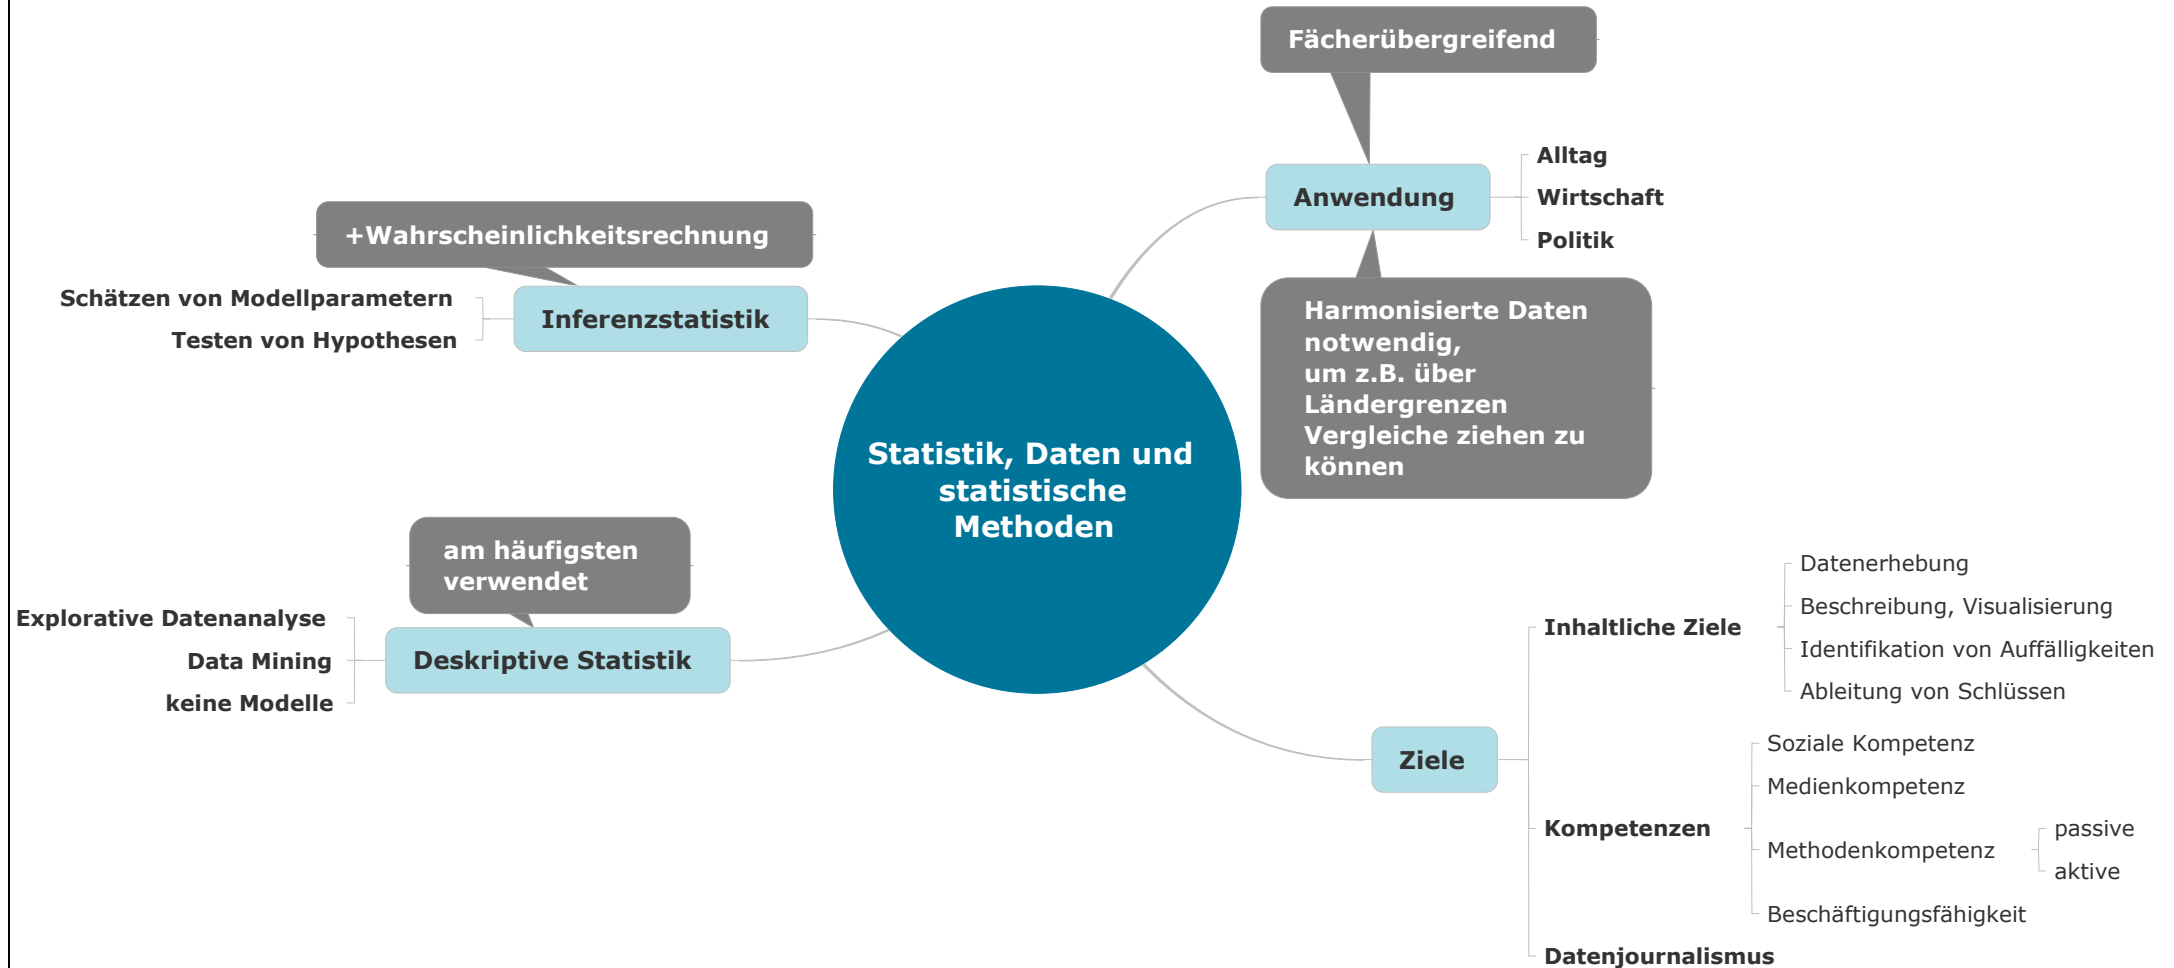 Statistik, Daten und
statistische
Methoden
+Wahrscheinlichkeitsrechnung
Inferenzstatistik
Schätzen von Modellparametern
Testen von Hypothesen
am häufigsten
verwendet
Deskriptive Statistik
Explorative Datenanalyse
Data Mining
keine Modelle
Fächerübergreifend
Anwendung
Alltag
Wirtschaft
Politik
Harmonisierte Daten
notwendig,
um z.B. über
Ländergrenzen
Vergleiche ziehen zu
können
Ziele
Inhaltliche Ziele
Datenerhebung
Beschreibung, Visualisierung
Identifikation von Auffälligkeiten
Ableitung von Schlüssen
Kompetenzen
Soziale Kompetenz
Medienkompetenz
Methodenkompetenz
passive
aktive
Beschäftigungsfähigkeit
Datenjournalismus